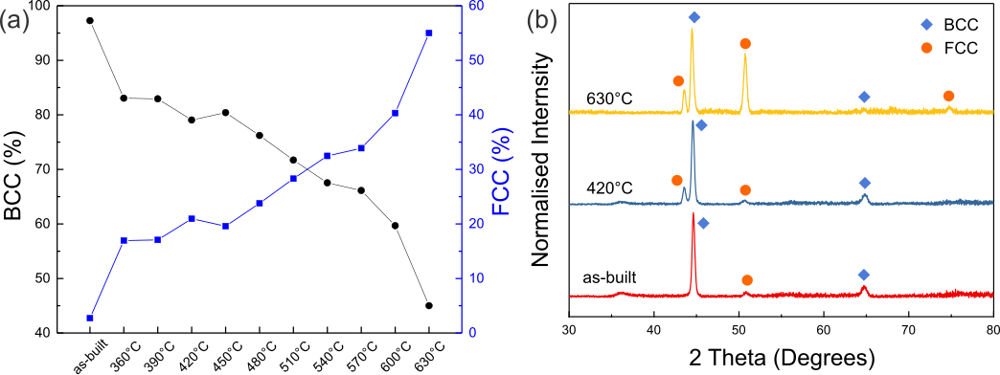 (a)
100
90
80
70
60
50
40
BCC (%)
60
50
40
30
20
10
0
FCC (%)
as-built
360°C
390°C
420°C
450°C
480°C
510°C
540°C
570°C
600°C
630°C
(b)
BCC
FCC
630°C
420°C
as-built
Normalised Internsity
30 40 50 60 70 80
2 Theta (Degrees)